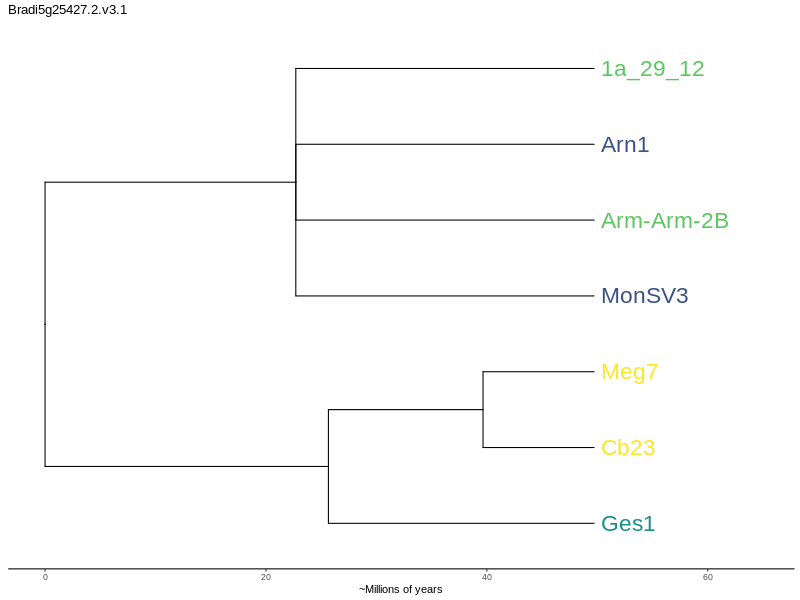 Bradi5g25427.2.v3.1
1a_29_12
Arn1
Arm-Arm-2B
MonSV3
Meg7
Cb23
Ges1
0 20 40 60
~Millions of years